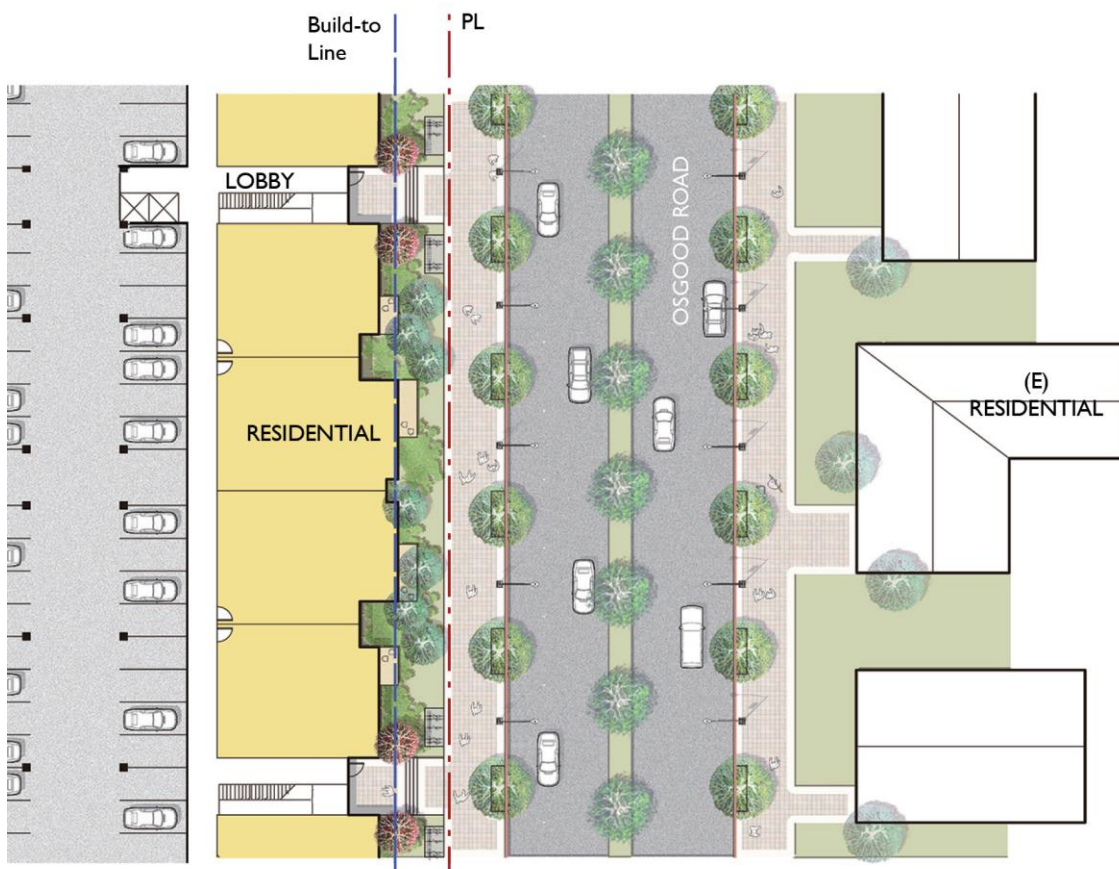 Build-to
Line
PL
LOBBY
OSGOOD ROAD
RESIDENTIAL
(E)
RESIDENTIAL